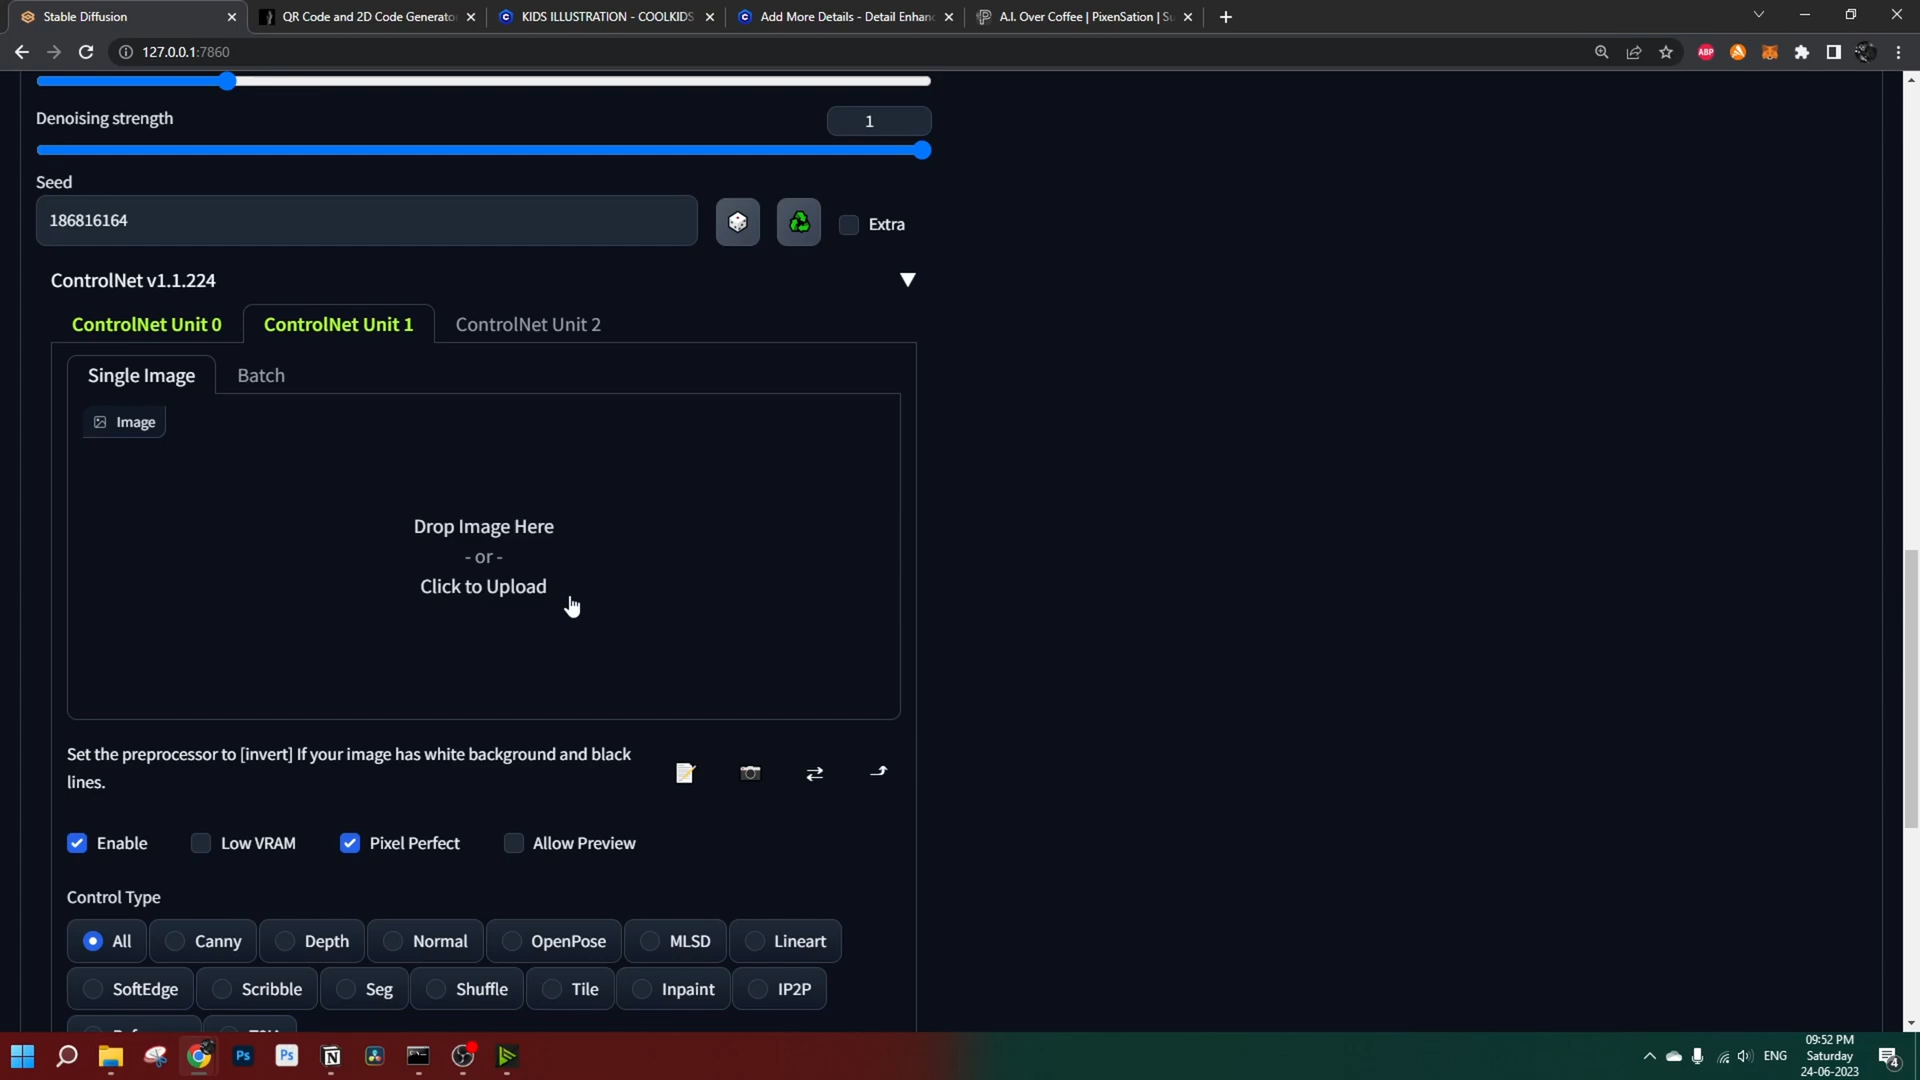 Stable Diffusion
QR Code and 2D Code Generato
KIDS ILLUSTRATION - COOLKIDS
Add More Details - Detail Enhan
A.I. Over Coffee | PixenSation | Su
127.0.0.1:7860
ABP
Denoising strength
1
Seed
186816164
Extra
ControlNet v1.1.224
ControlNet Unit 0
ControlNet Unit 1
ControlNet Unit 2
Single Image
Batch
Image
Drop Image Here
- or -
Click to Upload
Set the preprocessor to [invert] If your image has white background and black
lines.
Enable
Low VRAM
Pixel Perfect
Allow Preview
Control Type
All
Canny
Depth
Normal
OpenPose
MLSD
Lineart
SoftEdge
Scribble
Seg
Shuffle
Tile
Inpaint
IP2P
Ps
Ps
ENG
09:52 PM
Saturday
24-06-2023
4